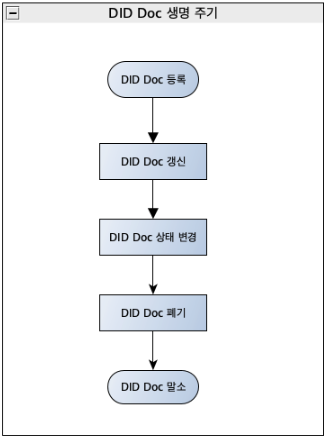 DID Doc 생명 주기
DID Doc 등록
DID Doc 갱신
DID Doc 상태 변경
DID Doc 폐기
DID Doc 말소